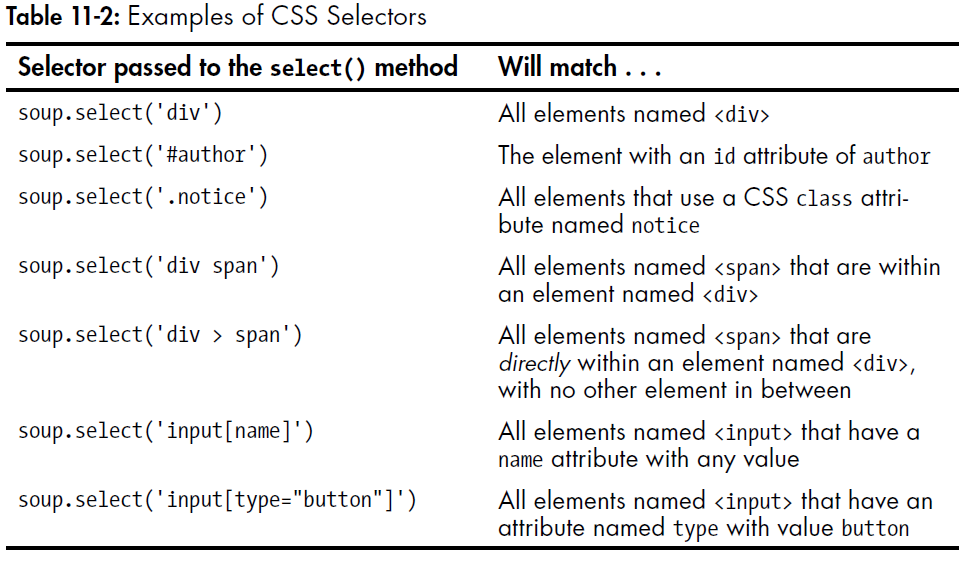 Table 11-2: Examples of CSS Selectors
Selector passed to the select() method Will match . . .
soup.select('div') All elements named <div>
soup.select('#author') The element with an id attribute of author
soup.select('.notice') All elements that use a CSS class attri-
bute named notice
soup.select('div span') All elements named <span> that are within
an element named <div>
soup.select('div > span') All elements named <span> that are
directly within an element named <div>,
with no other element in between
soup.select('input[name]') All elements named <input> that have a
name attribute with any value
soup.select('input[type="button"]') All elements named <input> that have an
attribute named type with value button